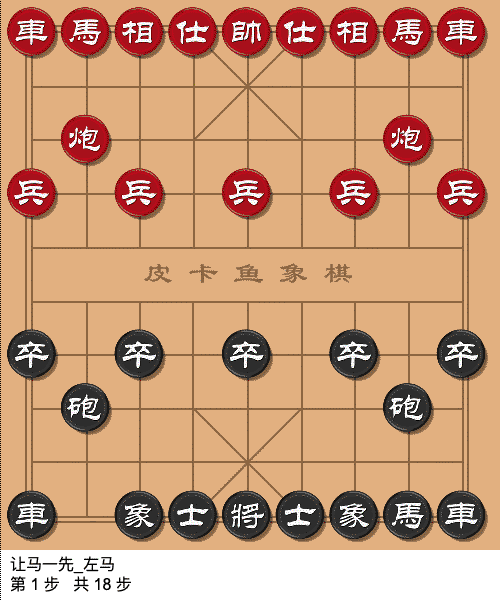 車馬相仕帥仕相馬車
炮炮
兵兵兵兵兵
皮卡鱼象棋
卒卒卒卒卒
砲砲
車象士将士象馬車
让马一先_左马
第 1 步 共 18 步